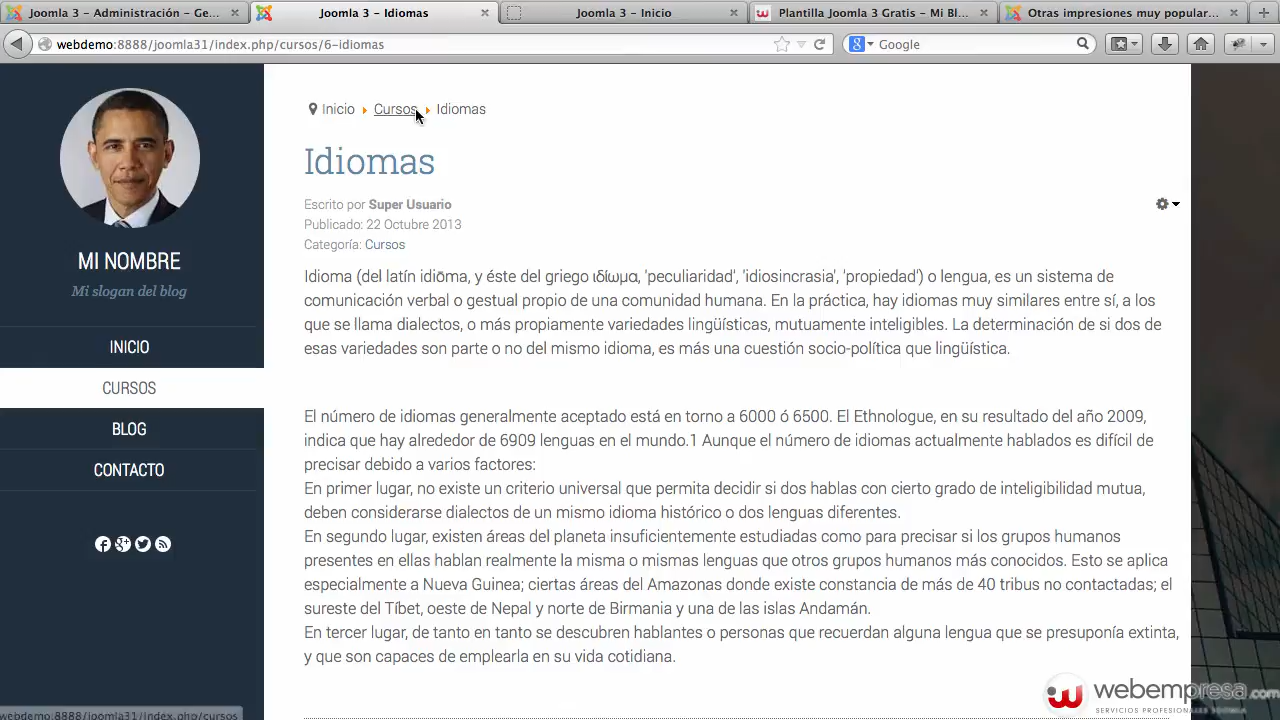 Joomla 3 - Administración - Ge...
Joomla 3 - Idiomas
Joomla 3 - Inicio
Plantilla Joomla 3 Gratis - Mi Bl...
Otras impresiones muy popular...
webdemo:8888/joomla31/index.php/cursos/6-idiomas
Google
MI NOMBRE
Mi slogan del blog
INICIO
CURSOS
BLOG
CONTACTO
Inicio Cursos Idiomas
Idiomas
Escrito por Super Usuario
Publicado: 22 Octubre 2013
Categoría: Cursos
Idioma (del latín idiōma, y éste del griego ιδίωμα, 'peculiaridad', 'idiosincrasia', 'propiedad') o lengua, es un sistema de
comunicación verbal o gestual propio de una comunidad humana. En la práctica, hay idiomas muy similares entre sí, a los
que se llama dialectos, o más propiamente variedades lingüísticas, mutuamente inteligibles. La determinación de si dos de
esas variedades son parte o no del mismo idioma, es más una cuestión socio-política que lingüística.
El número de idiomas generalmente aceptado está en torno a 6000 ó 6500. El Ethnologue, en su resultado del año 2009,
indica que hay alrededor de 6909 lenguas en el mundo.1 Aunque el número de idiomas actualmente hablados es difícil de
precisar debido a varios factores:
En primer lugar, no existe un criterio universal que permita decidir si dos hablas con cierto grado de inteligibilidad mutua,
deben considerarse dialectos de un mismo idioma histórico o dos lenguas diferentes.
En segundo lugar, existen áreas del planeta insuficientemente estudiadas como para precisar si los grupos humanos
presentes en ellas hablan realmente la misma o mismas lenguas que otros grupos humanos más conocidos. Esto se aplica
especialmente a Nueva Guinea; ciertas áreas del Amazonas donde existe constancia de más de 40 tribus no contactadas; el
sureste del Tíbet, oeste de Nepal y norte de Birmania y una de las islas Andamán.
En tercer lugar, de tanto en tanto se descubren hablantes o personas que recuerdan alguna lengua que se presuponía extinta,
y que son capaces de emplearla en su vida cotidiana.
webdemo:8888/joomla31/index.php/cursos
webempresa.com
SERVICIOS PROFESIONALES JOOMLA